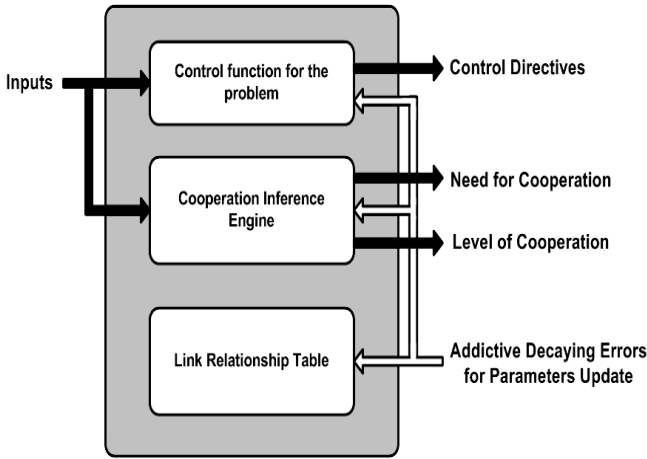 Inputs
Control function for the
problem
Control Directives
Cooperation Inference
Engine
Need for Cooperation
Level of Cooperation
Link Relationship Table
Addictive Decaying Errors
for Parameters Update